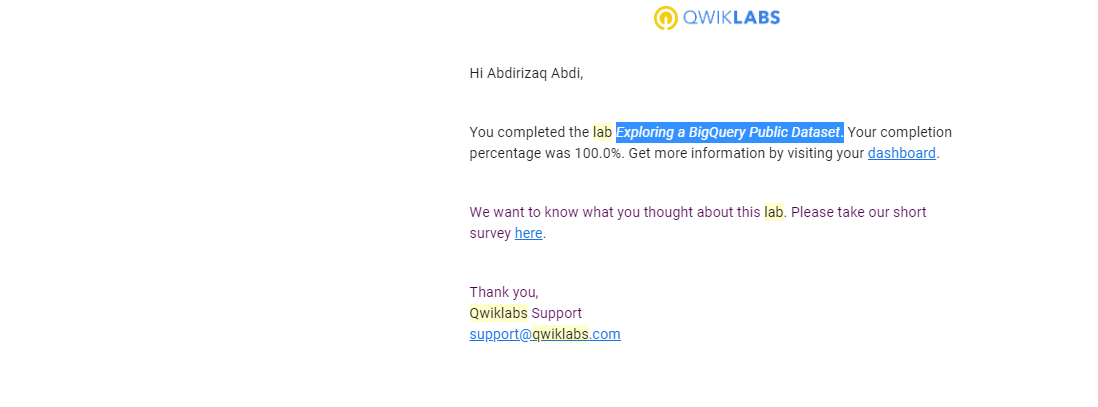 QWIKLABS
Hi Abdirizaq Abdi,
You completed the lab Exploring a BigQuery Public Dataset. Your completion
percentage was 100.0%. Get more information by visiting your dashboard.
We want to know what you thought about this lab. Please take our short
survey here.
Thank you,
Qwiklabs Support
support@qwiklabs.com